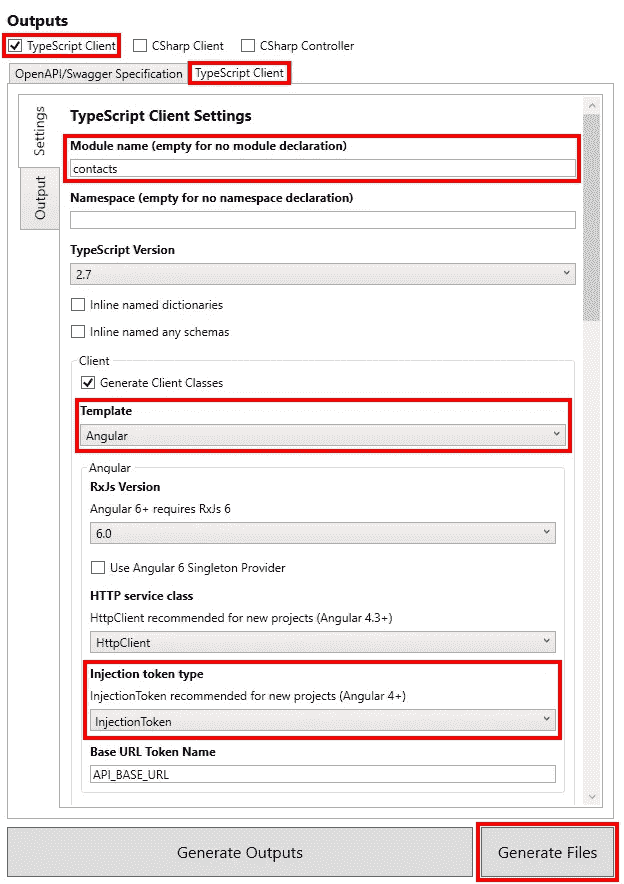 Outputs
TypeScript Client
CSharp Client
CSharp Controller
OpenAPI/Swagger Specification
TypeScript Client
Settings
Output
TypeScript Client Settings
Module name (empty for no module declaration)
contacts
Namespace (empty for no namespace declaration)
TypeScript Version
2.7
Inline named dictionaries
Inline named any schemas
Client
Generate Client Classes
Template
Angular
Angular
RxJs Version
Angular 6+ requires RxJs 6
6.0
Use Angular 6 Singleton Provider
HTTP service class
HttpClient recommended for new projects (Angular 4.3+)
HttpClient
Injection token type
InjectionToken recommended for new projects (Angular 4+)
InjectionToken
Base URL Token Name
API_BASE_URL
Generate Outputs
Generate Files